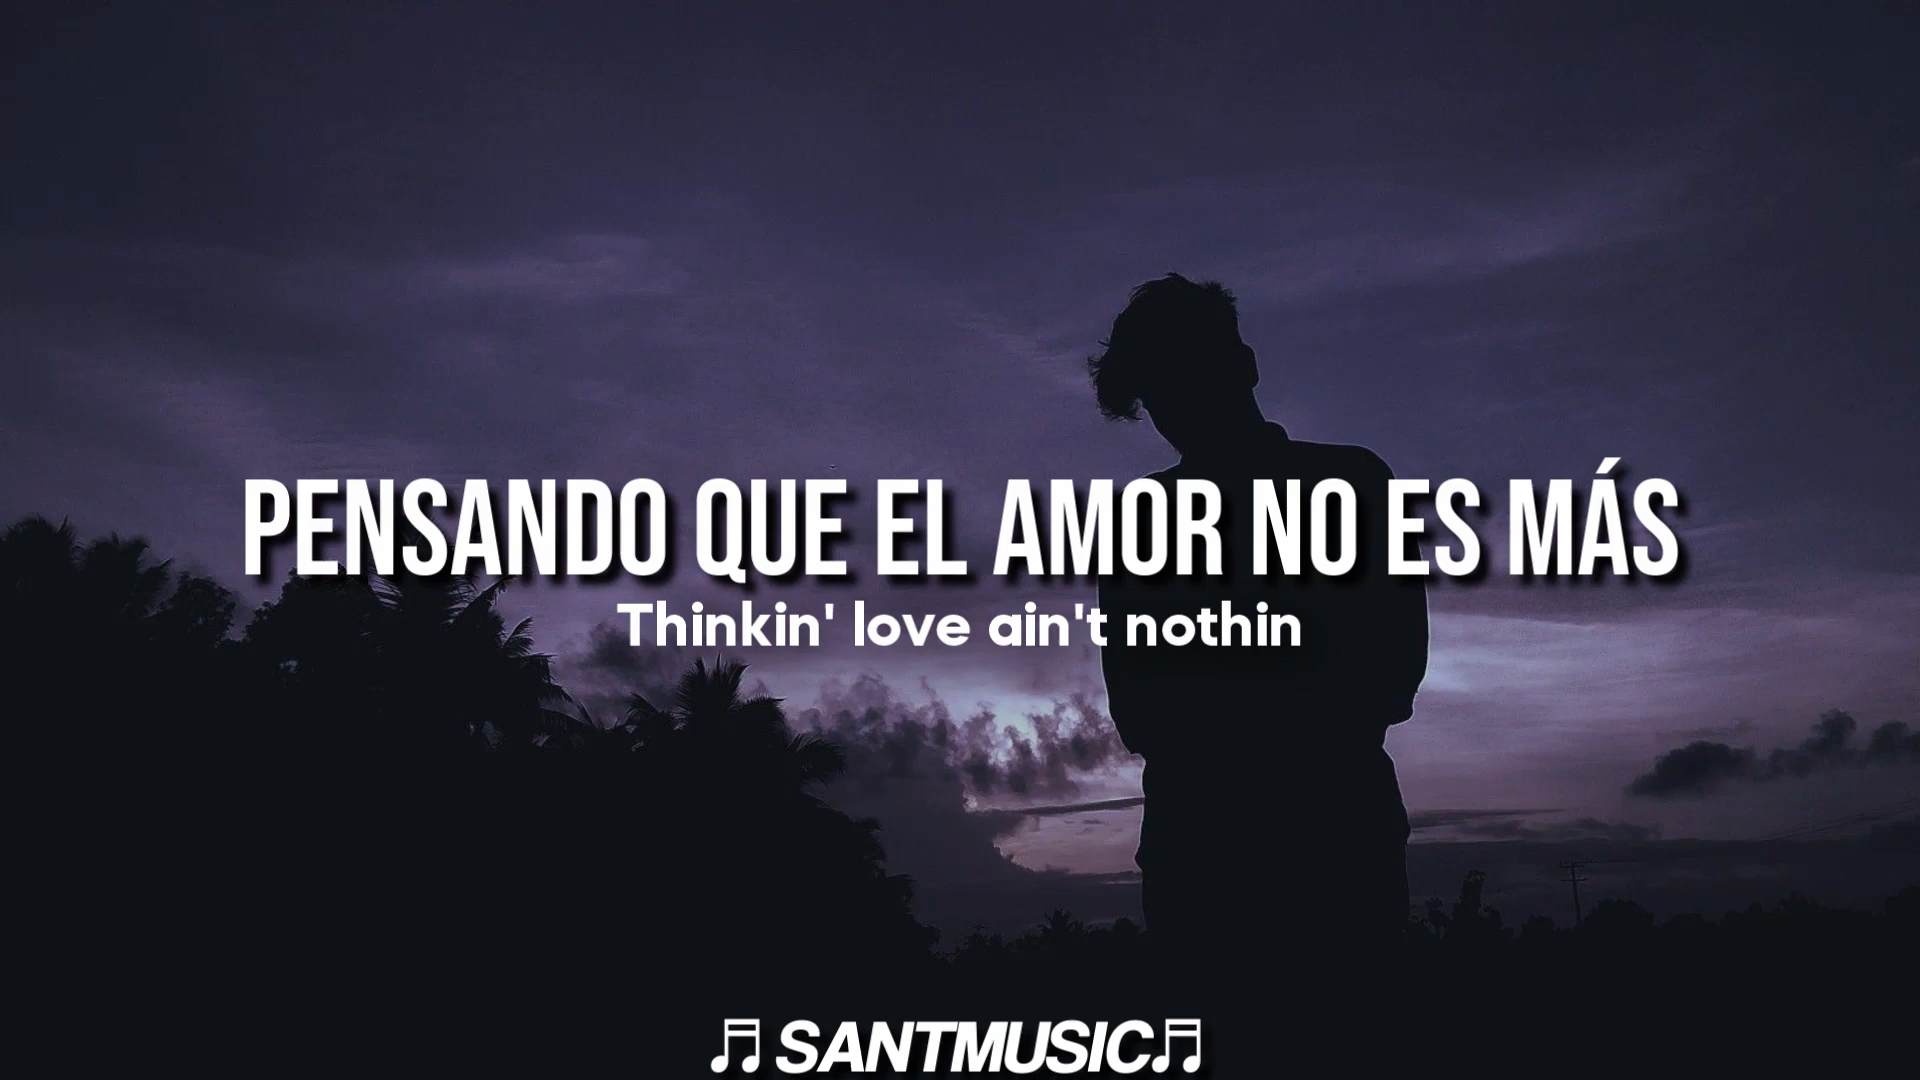 PENSANDO QUE EL AMOR NO ES MÁS
Thinkin' love ain't nothin
♫ SANTMUSIC♫